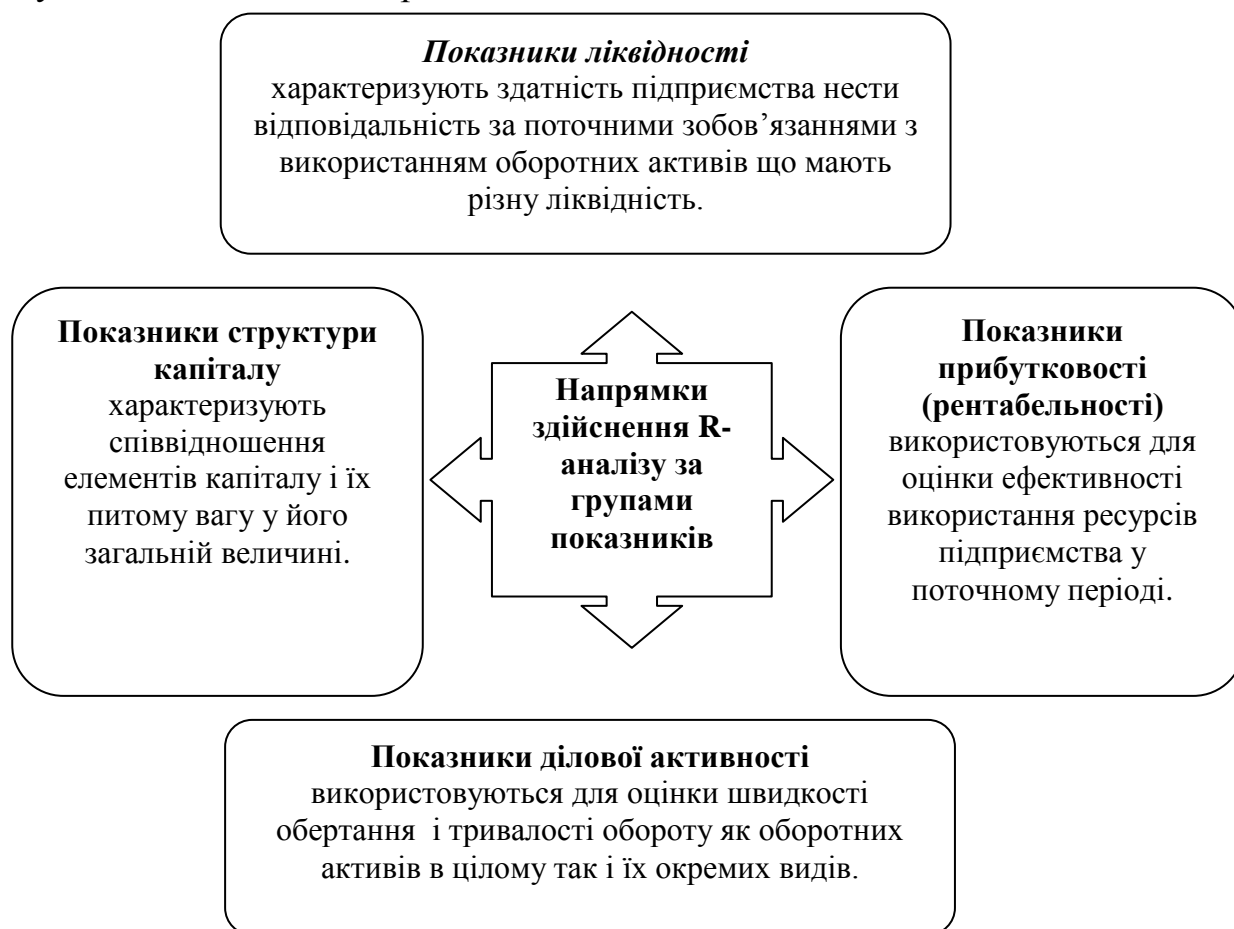 Показники ліквідності
характеризують здатність підприємства нести
відповідальність за поточними зобов’язаннями з
використанням оборотних активів що мають
різну ліквідність.
Показники структури
капіталу
характеризують
співвідношення
елементів капіталу і їх
питому вагу у його
загальній величині.
Напрямки
здійснення R-
аналізу за
групами
показників
Показники
прибутковості
(рентабельності)
використовуються для
оцінки ефективності
використання ресурсів
підприємства у
поточному періоді.
Показники ділової активності
використовуються для оцінки швидкості
обертання і тривалості обороту як оборотних
активів в цілому так і їх окремих видів.